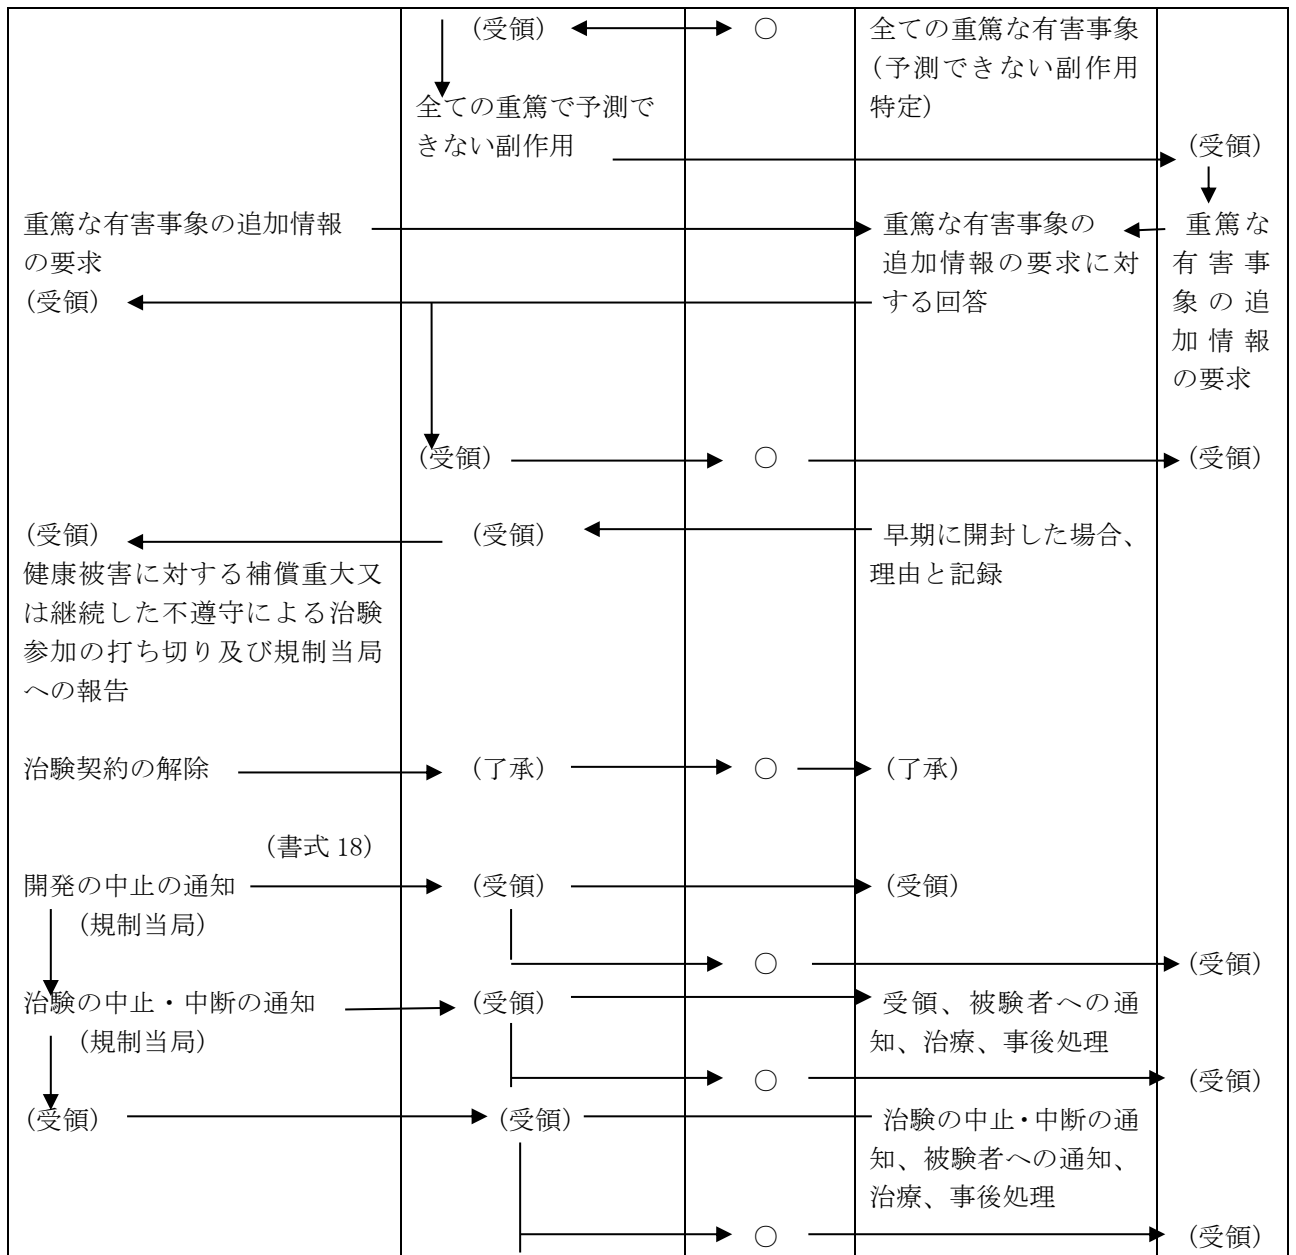 (受領)
○
全ての重篤な有害事象
(予測できない副作用
特定)
全ての重篤で予測で
きない副作用
(受領)
重篤な有害事象の追加情報
の要求
(受領)
重篤な有害事象の
追加情報の要求に対
する回答
重篤な
有害事
象の追
加情報
の要求
(受領)
○
(受領)
(受領)
(受領)
早期に開封した場合、
理由と記録
健康被害に対する補償重大又
は継続した不遵守による治験
参加の打ち切り及び規制当局
への報告
治験契約の解除
(了承)
○
(了承)
(書式 18)
開発の中止の通知
(規制当局)
(受領)
(受領)
○
(受領)
治験の中止・中断の通知
(規制当局)
(受領)
受領、被験者への通
知、治療、事後処理
○
(受領)
(受領)
(受領)
治験の中止・中断の通
知、被験者への通知、
治療、事後処理
○
(受領)